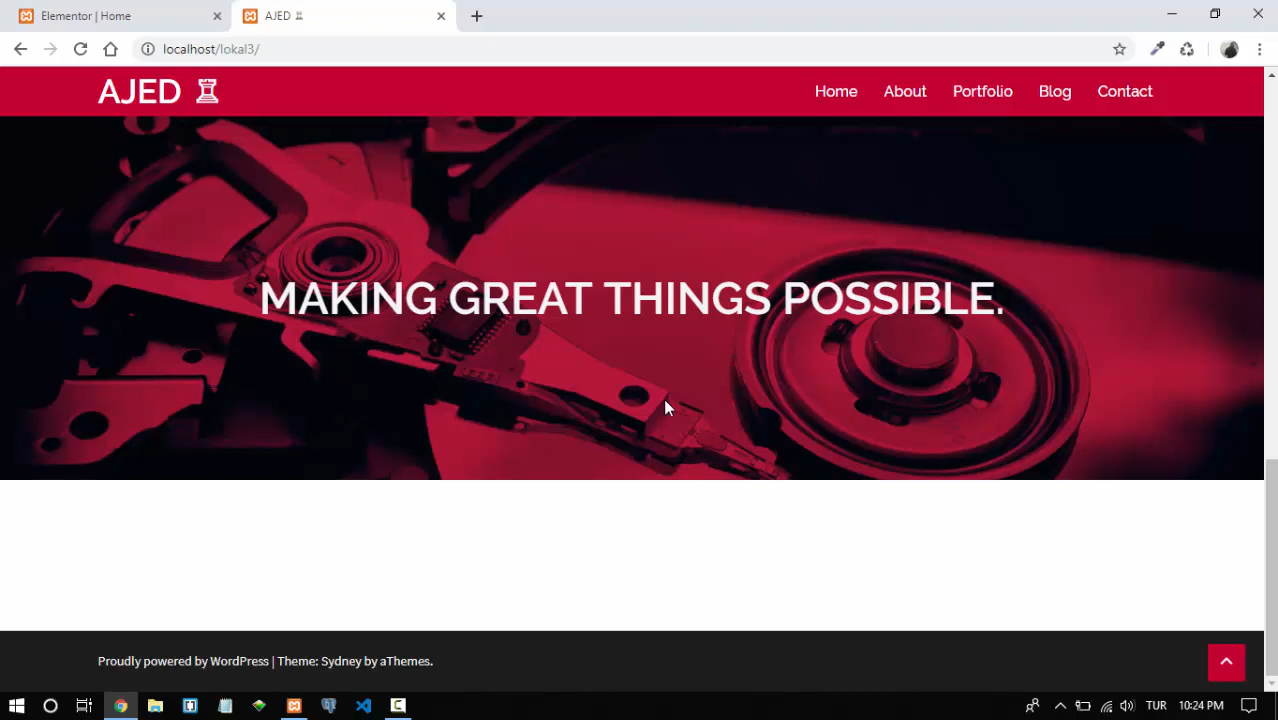 Elementor | Home
AJED ♖
localhost/lokal3/
AJED ♖
Home
About
Portfolio
Blog
Contact
MAKING GREAT THINGS POSSIBLE.
Proudly powered by WordPress | Theme: Sydney by aThemes.
TUR
10:24 PM